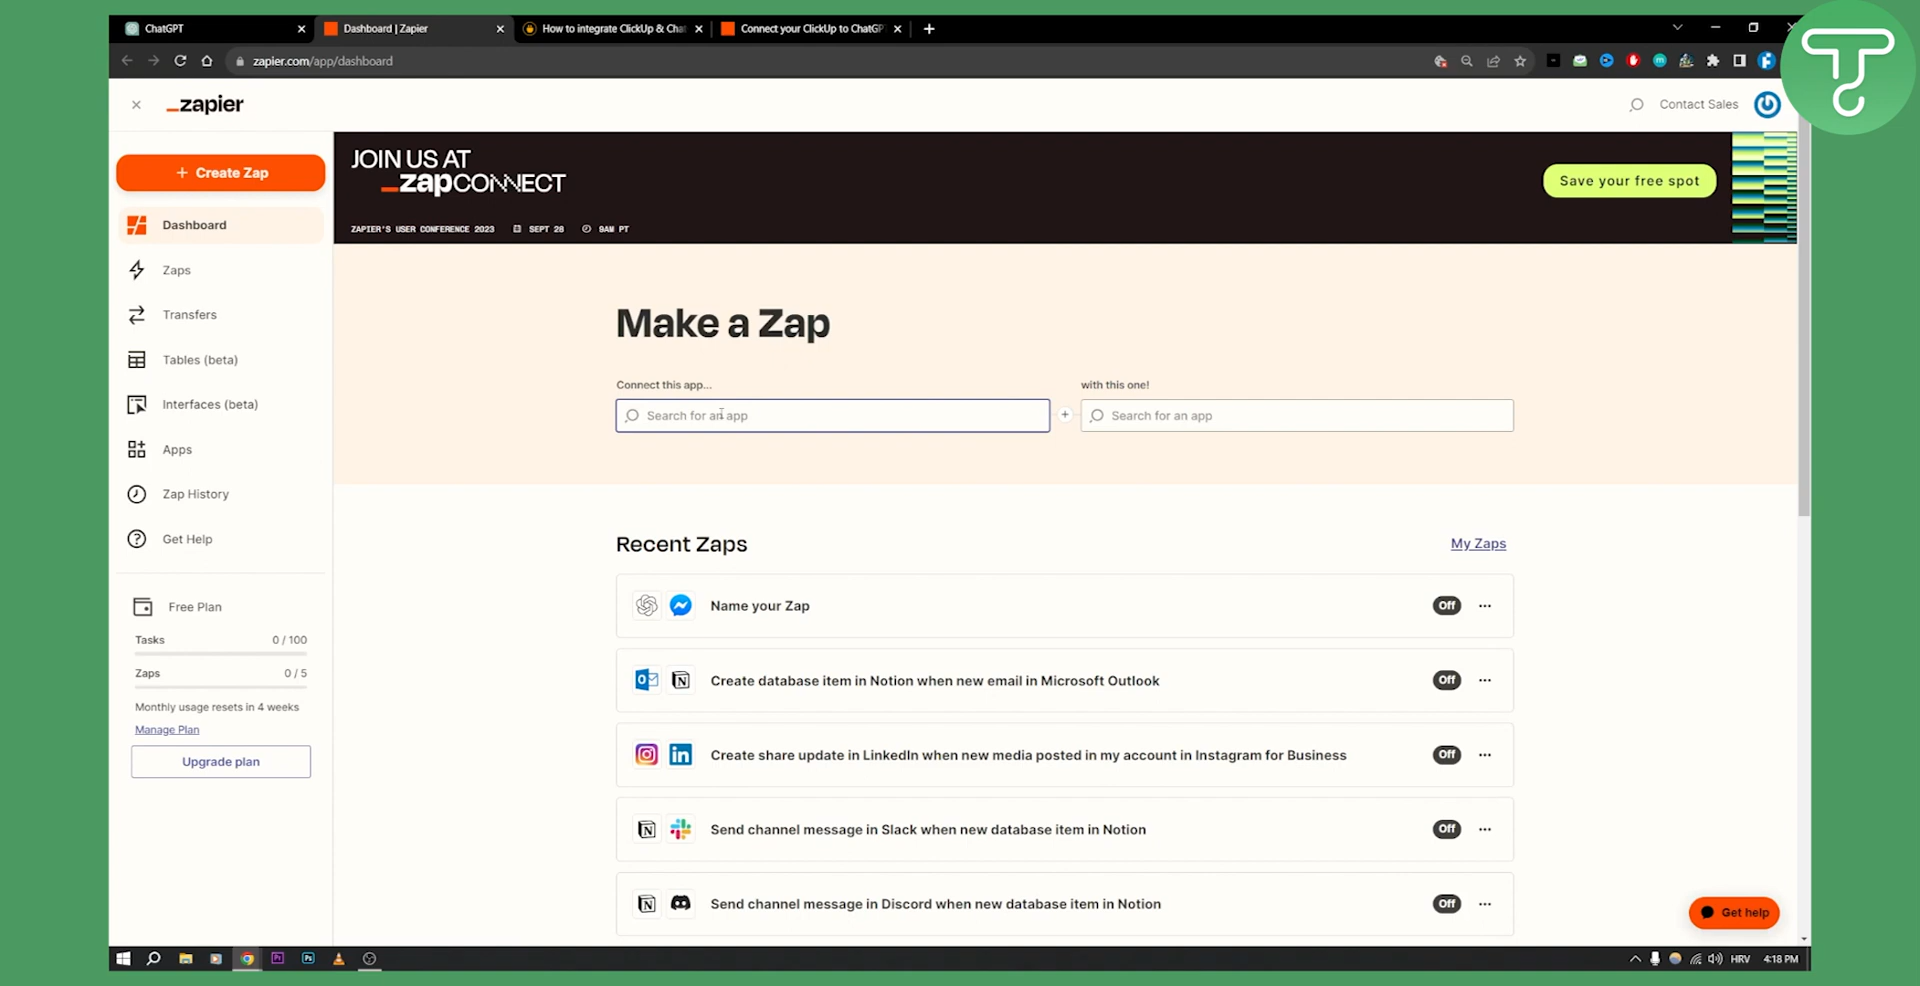 ChatGPT
Dashboard | Zapier
How to integrate ClickUp & Chat
Connect your ClickUp to ChatGP
zapier.com/app/dashboard
zapier
Contact Sales
+ Create Zap
Dashboard
Zaps
Transfers
Tables (beta)
Interfaces (beta)
Apps
Zap History
Get Help
Free Plan
Tasks 0 / 100
Zaps 0 / 5
Monthly usage resets in 4 weeks
Manage Plan
Upgrade plan
JOIN US AT
zapCONNECT
ZAPIER'S USER CONFERENCE 2023 SEPT 28 9AM PT
Save your free spot
Make a Zap
Connect this app...
with this one!
Search for an app
Search for an app
Recent Zaps
My Zaps
Name your Zap
Off
Create database item in Notion when new email in Microsoft Outlook
Off
Create share update in LinkedIn when new media posted in my account in Instagram for Business
Off
Send channel message in Slack when new database item in Notion
Off
Send channel message in Discord when new database item in Notion
Off
Get help
HRV
4:18 PM